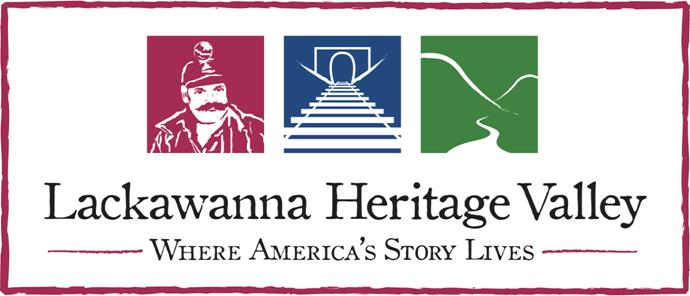 Lackawanna Heritage Valley
Where America's Story Lives